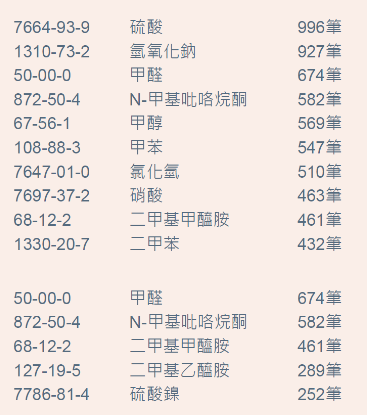 7664-93-9 硫酸 996筆
1310-73-2 氫氧化鈉 927筆
50-00-0 甲醛 674筆
872-50-4 N-甲基吡咯烷酮 582筆
67-56-1 甲醇 569筆
108-88-3 甲苯 547筆
7647-01-0 氯化氫 510筆
7697-37-2 硝酸 463筆
68-12-2 二甲基甲醯胺 461筆
1330-20-7 二甲苯 432筆
50-00-0 甲醛 674筆
872-50-4 N-甲基吡咯烷酮 582筆
68-12-2 二甲基甲醯胺 461筆
127-19-5 二甲基乙醯胺 289筆
7786-81-4 硫酸鎳 252筆